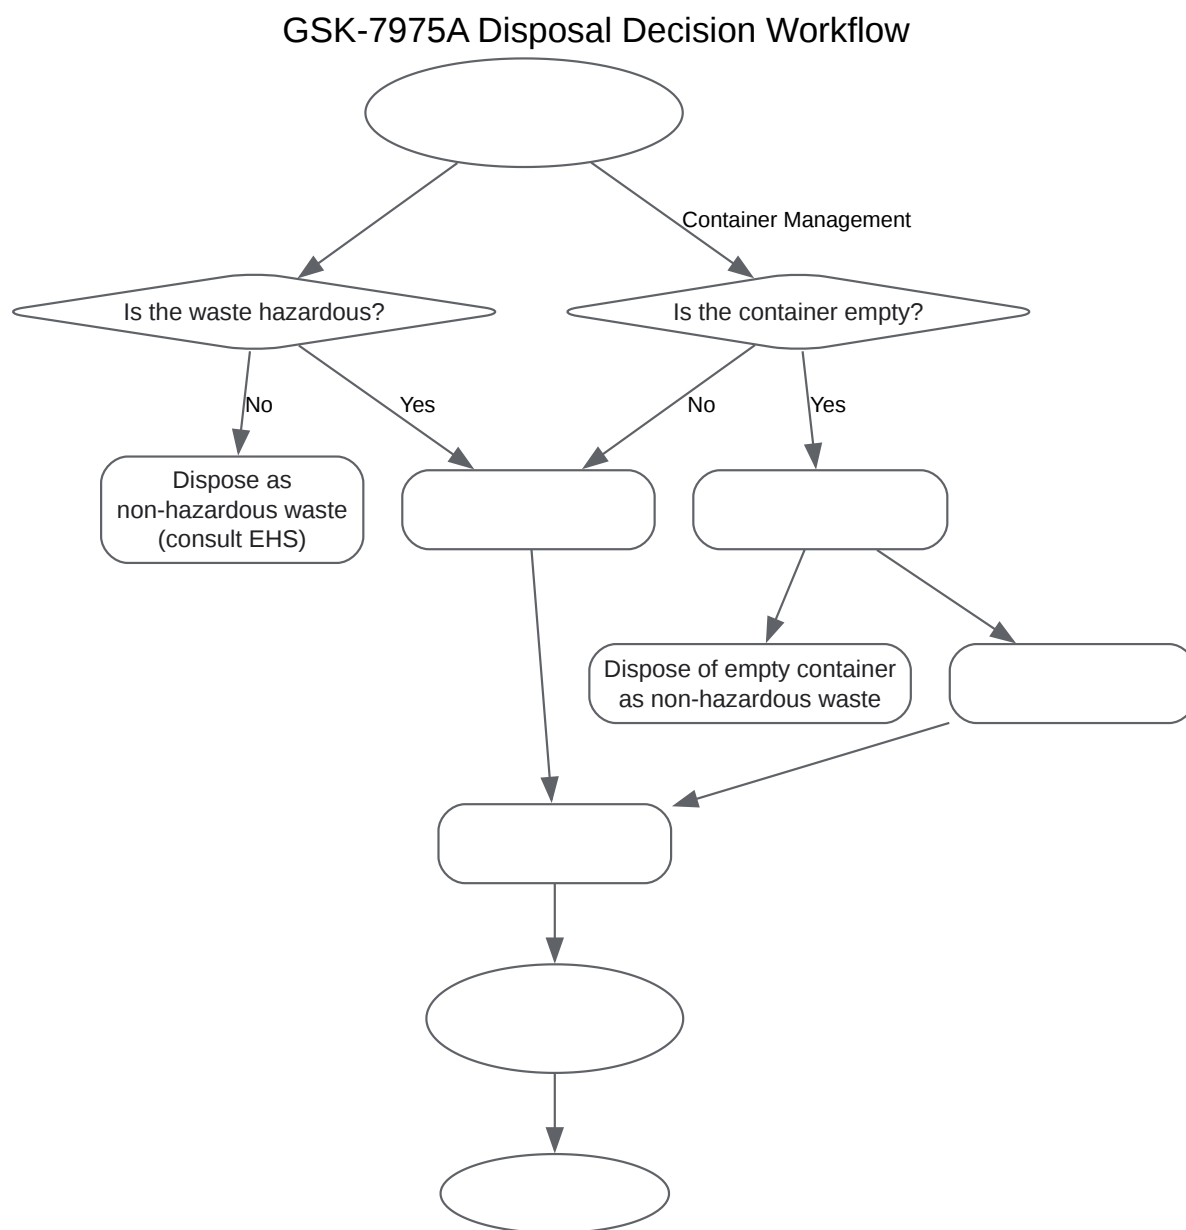 GSK-7975A Disposal Decision Workflow
Container Management
Is the waste hazardous?
Is the container empty?
No
Yes
No
Yes
Dispose as
non-hazardous waste
(consult EHS)
Dispose of empty container
as non-hazardous waste